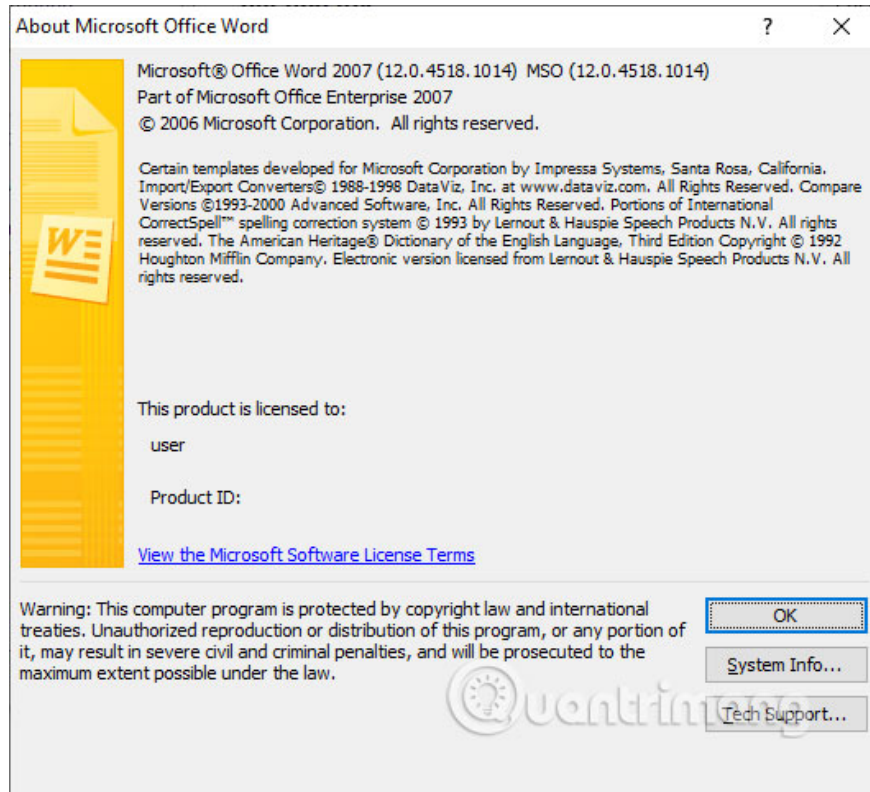 About Microsoft Office Word
Microsoft® Office Word 2007 (12.0.4518.1014) MSO (12.0.4518.1014)
Part of Microsoft Office Enterprise 2007
© 2006 Microsoft Corporation. All rights reserved.
Certain templates developed for Microsoft Corporation by Impressa Systems, Santa Rosa, California.
Import/Export Converters© 1988-1998 DataViz, Inc. at www.dataviz.com. All Rights Reserved. Compare
Versions ©1993-2000 Advanced Software, Inc. All Rights Reserved. Portions of International
CorrectSpell™ spelling correction system © 1993 by Lernout & Hauspie Speech Products N.V. All rights
reserved. The American Heritage® Dictionary of the English Language, Third Edition Copyright © 1992
Houghton Mifflin Company. Electronic version licensed from Lernout & Hauspie Speech Products N.V. All
rights reserved.
W
This product is licensed to:
user
Product ID:
View the Microsoft Software License Terms
Warning: This computer program is protected by copyright law and international
treaties. Unauthorized reproduction or distribution of this program, or any portion of
it, may result in severe civil and criminal penalties, and will be prosecuted to the
maximum extent possible under the law.
OK
System Info...
Tech Support...
Quantrimang